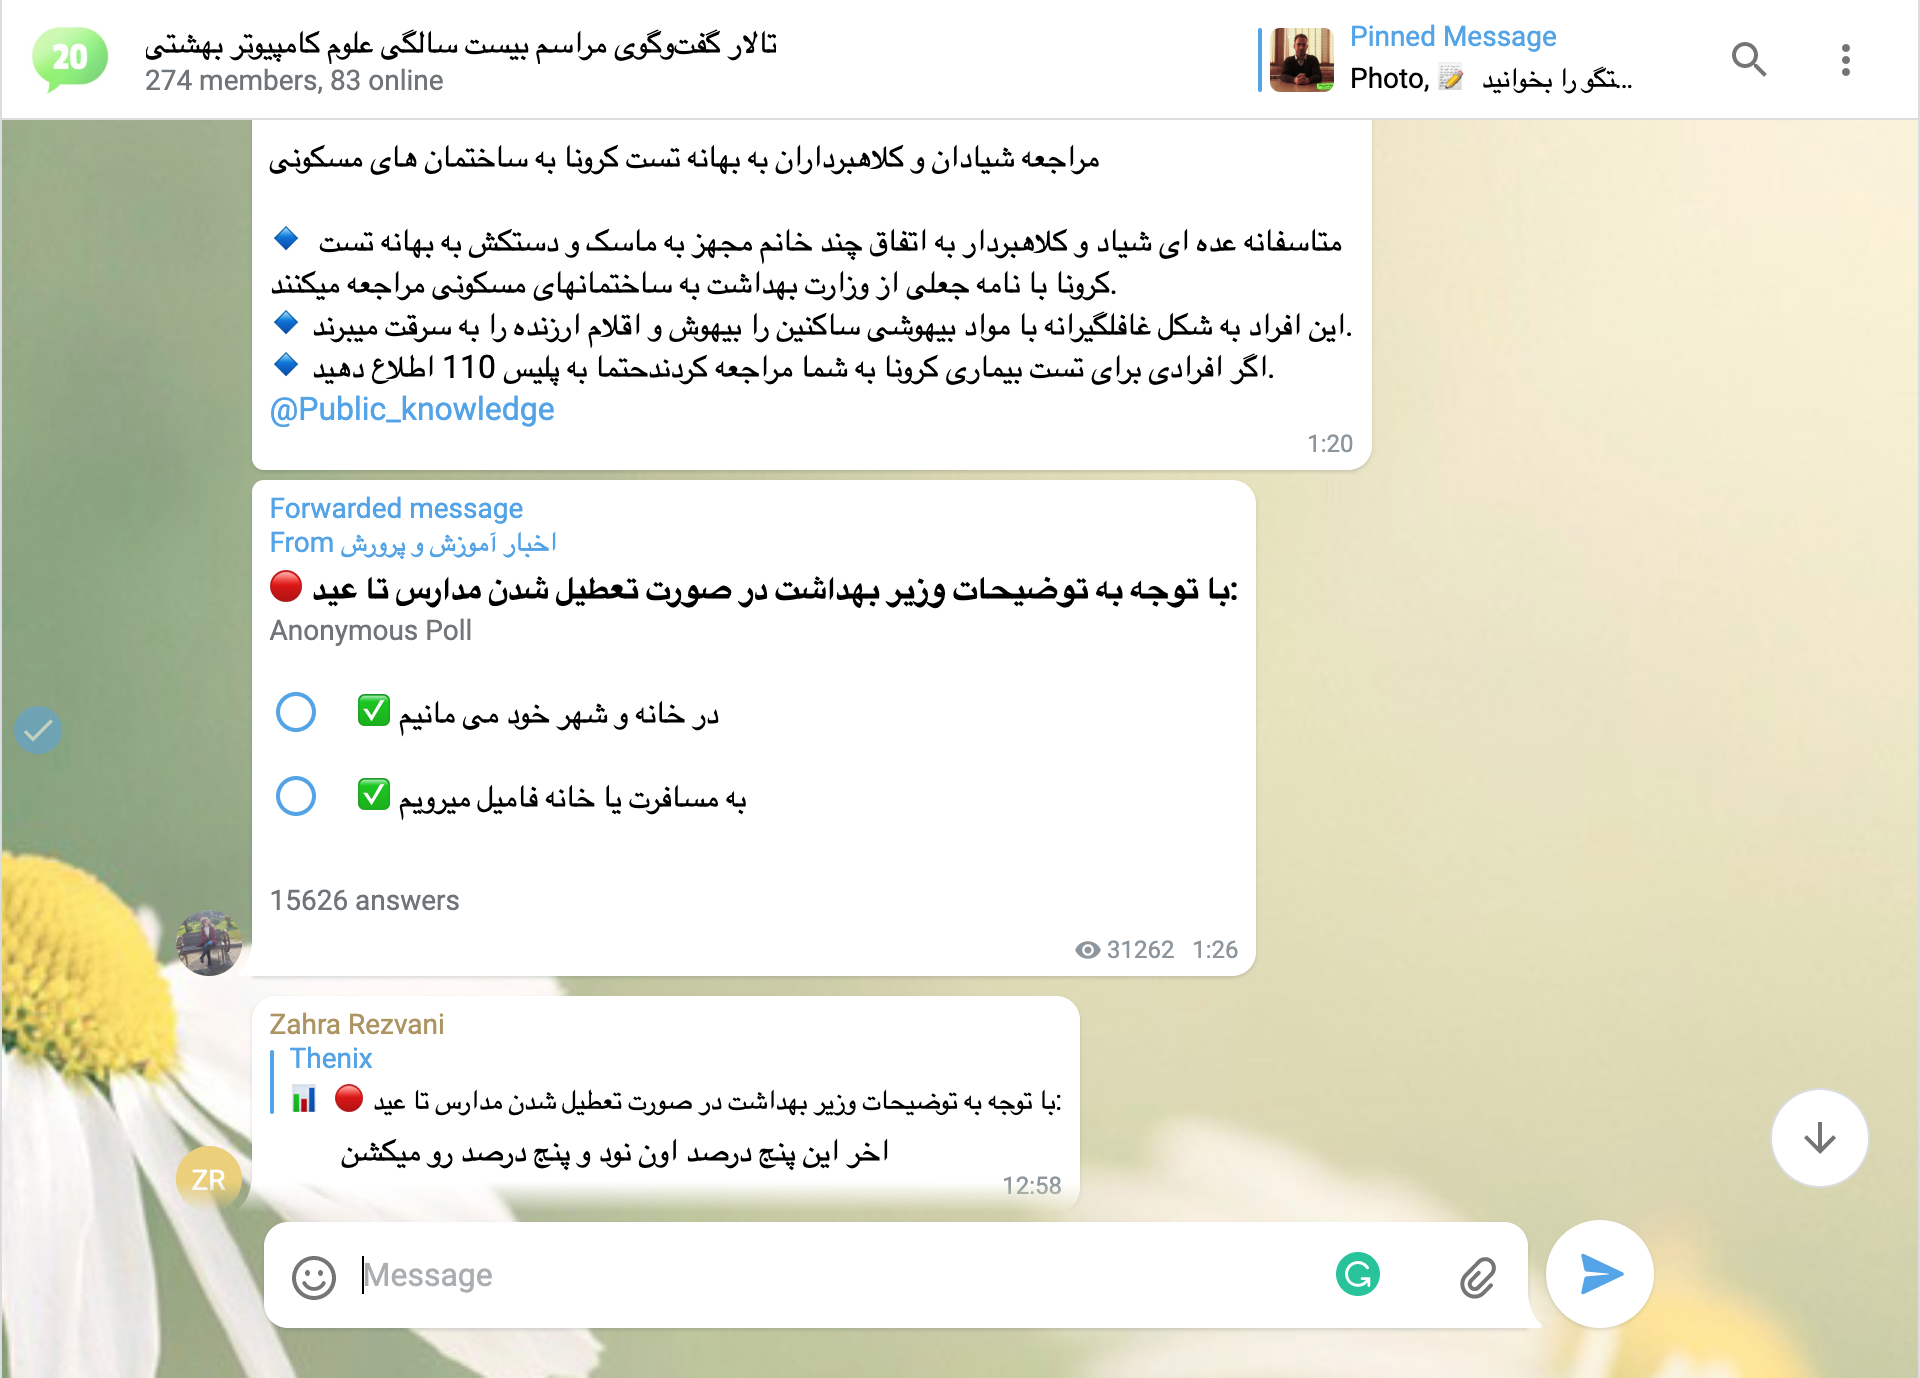 20
تالار گفت‌وگوی مراسم بیست سالگی علوم کامپیوتر بهشتی
274 members, 83 online
Pinned Message
Photo, 📝 تگو را بخوانید...
مراجعه شیادان و کلاهبرداران به بهانه تست کرونا به ساختمان های مسکونی
🔹 متاسفانه عده ای شیاد و کلاهبردار به اتفاق چند خانم مجهز به ماسک و دستکش به بهانه تست
کرونا با نامه جعلی از وزارت بهداشت به ساختمانهای مسکونی مراجعه میکنند.
🔹 این افراد به شکل غافلگیرانه با مواد بیهوشی ساکنین را بیهوش و اقلام ارزنده را به سرقت میبرند.
🔹 اگر افرادی برای تست بیماری کرونا به شما مراجعه کردندحتما به پلیس 110 اطلاع دهید.
@Public_knowledge
1:20
Forwarded message
From اخبار آموزش و پرورش
🔴 با توجه به توضیحات وزیر بهداشت در صورت تعطیل شدن مدارس تا عید:
Anonymous Poll
✅ در خانه و شهر خود می مانیم
✅ به مسافرت یا خانه فامیل میرویم
15626 answers
31262 1:26
Zahra Rezvani
Thenix
📊 🔴 با توجه به توضیحات وزیر بهداشت در صورت تعطیل شدن مدارس تا عید:
اخر این پنج درصد اون نود و پنج درصد رو میکشن
12:58
ZR
Message